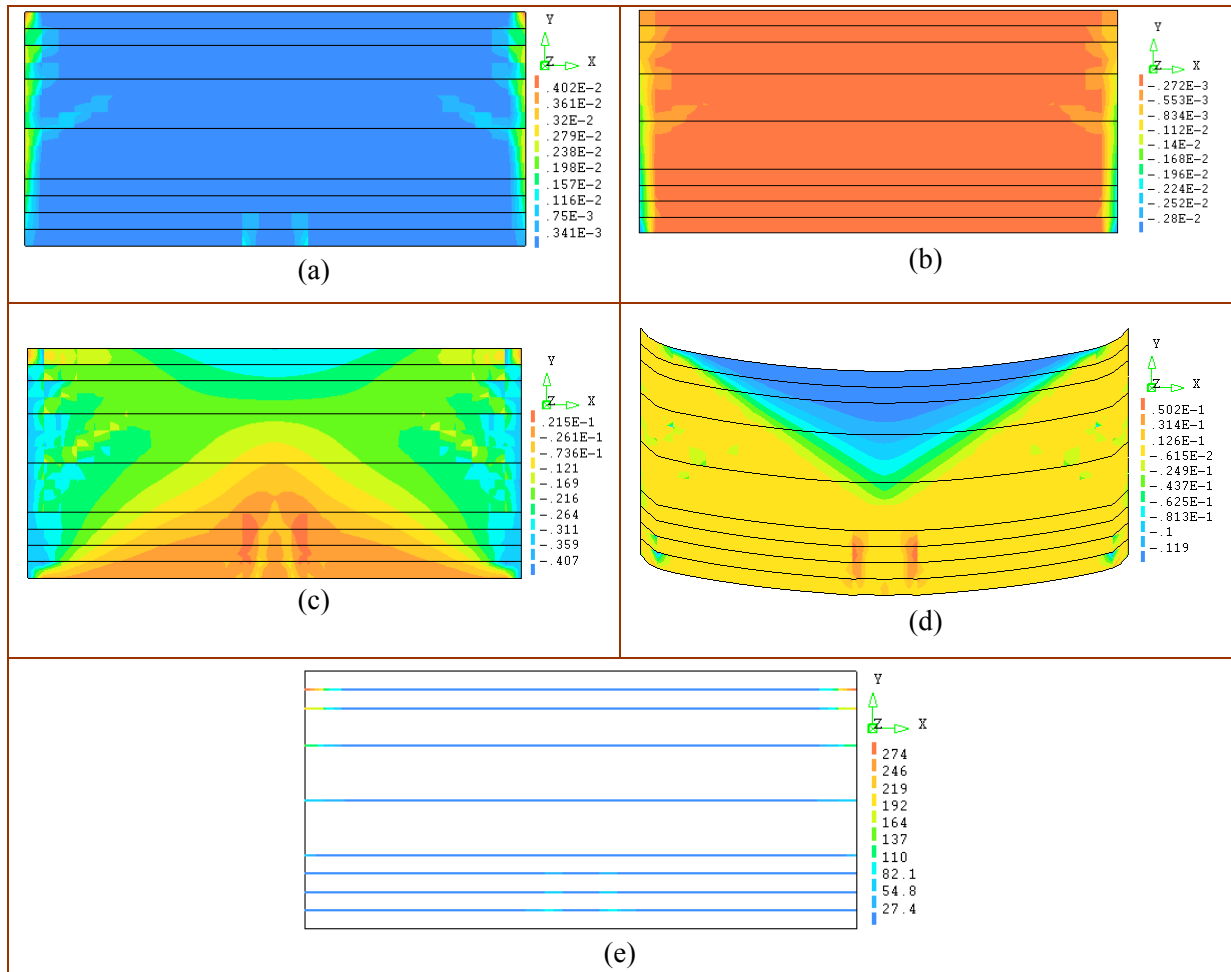 Y
Z X
.402E-2
.361E-2
.32E-2
.279E-2
.238E-2
.198E-2
.157E-2
.116E-2
.75E-3
.341E-3
(a)
Y
Z X
-.272E-3
-.553E-3
-.834E-3
-.112E-2
-.14E-2
-.168E-2
-.196E-2
-.224E-2
-.252E-2
-.28E-2
(b)
Y
Z X
.215E-1
-.261E-1
-.736E-1
-.121
-.169
-.216
-.264
-.311
-.359
-.407
(c)
Y
Z X
.502E-1
.314E-1
.126E-1
-.615E-2
-.249E-1
-.437E-1
-.625E-1
-.813E-1
-.1
-.119
(d)
Y
Z X
274
246
219
192
164
137
110
82.1
54.8
27.4
(e)